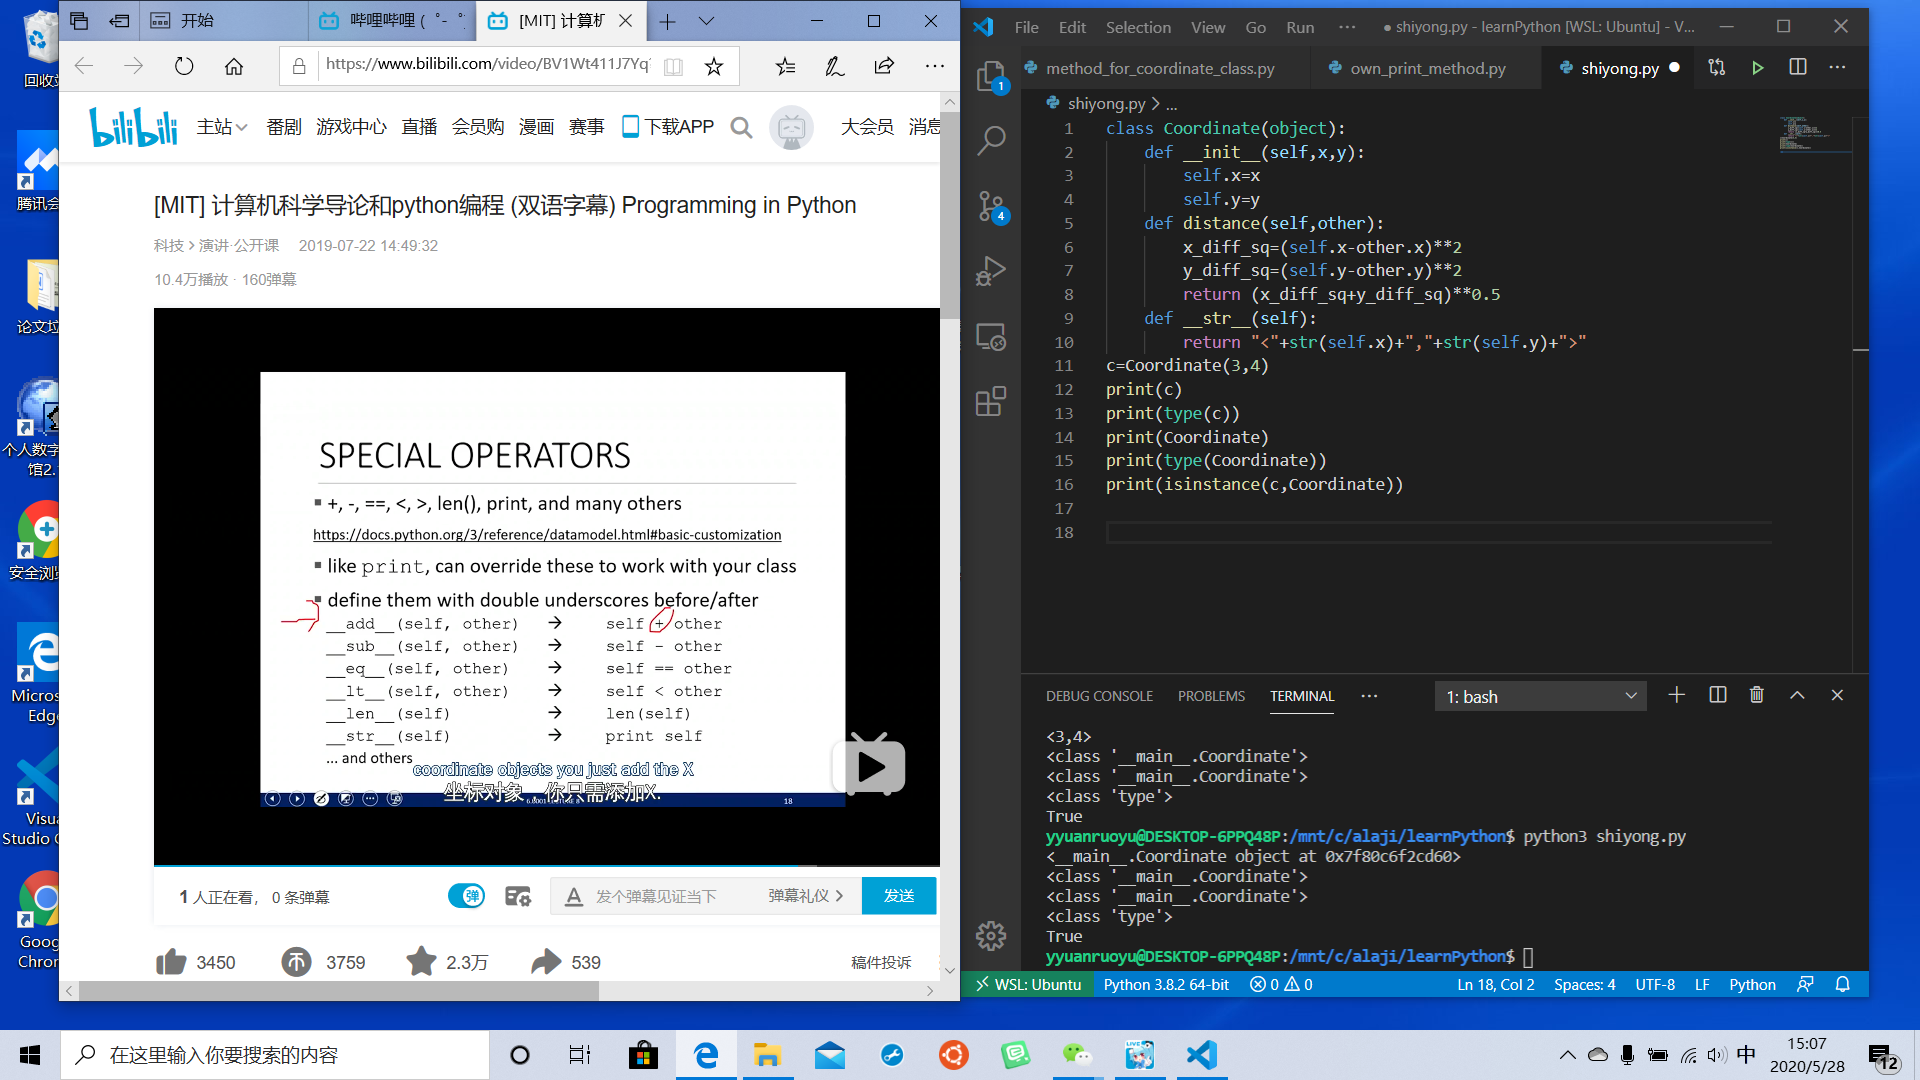 回收站
腾讯会
论文垃
个人数字
馆2.
安全浏览
Micros
Edge
Visua
Studio C
Goog
Chron
开始
哔哩哔哩 (゜-゜
[MIT] 计算机
https://www.bilibili.com/video/BV1Wt411J7Yq
bilibili 主站 番剧 游戏中心 直播 会员购 漫画 赛事 下载APP 大会员 消息
[MIT] 计算机科学导论和python编程 (双语字幕) Programming in Python
科技 > 演讲·公开课 2019-07-22 14:49:32
10.4万播放 · 160弹幕
SPECIAL OPERATORS
▪ +, -, ==, <, >, len(), print, and many others
https://docs.python.org/3/reference/datamodel.html#basic-customization
▪ like print, can override these to work with your class
▪ define them with double underscores before/after
__add__(self, other) → self + other
__sub__(self, other) → self - other
__eq__(self, other) → self == other
__lt__(self, other) → self < other
__len__(self) → len(self)
__str__(self) → print self
... and others
coordinate objects you just add the X
坐标对象，你只需添加X.
18
1 人正在看， 0 条弹幕
弹
发个弹幕见证当下 弹幕礼仪 > 发送
3450 3759 2.3万 539 稿件投诉
File Edit Selection View Go Run ··· ● shiyong.py - learnPython [WSL: Ubuntu] - V...
method_for_coordinate_class.py own_print_method.py shiyong.py ●
shiyong.py > ...
1
4
1 class Coordinate(object):
2 def __init__(self,x,y):
3 self.x=x
4 self.y=y
5 def distance(self,other):
6 x_diff_sq=(self.x-other.x)**2
7 y_diff_sq=(self.y-other.y)**2
8 return (x_diff_sq+y_diff_sq)**0.5
9 def __str__(self):
10 return "<"+str(self.x)+","+str(self.y)+">"
11 c=Coordinate(3,4)
12 print(c)
13 print(type(c))
14 print(Coordinate)
15 print(type(Coordinate))
16 print(isinstance(c,Coordinate))
17
18
DEBUG CONSOLE PROBLEMS TERMINAL ··· 1: bash
<3,4>
<class '__main__.Coordinate'>
<class '__main__.Coordinate'>
<class 'type'>
True
yyuanruoyu@DESKTOP-6PPQ48P:/mnt/c/alaji/learnPython$ python3 shiyong.py
<__main__.Coordinate object at 0x7f80c6f2cd60>
<class '__main__.Coordinate'>
<class '__main__.Coordinate'>
<class 'type'>
True
yyuanruoyu@DESKTOP-6PPQ48P:/mnt/c/alaji/learnPython$
WSL: Ubuntu Python 3.8.2 64-bit 0 0 Ln 18, Col 2 Spaces: 4 UTF-8 LF Python
在这里输入你要搜索的内容
中
15:07
2020/5/28
12